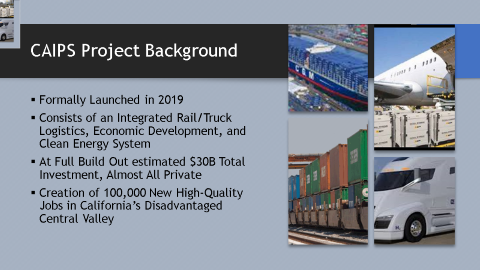 CAIPS Project Background
▪ Formally Launched in 2019
▪ Consists of an Integrated Rail/Truck
Logistics, Economic Development, and
Clean Energy System
▪ At Full Build Out estimated $30B Total
Investment, Almost All Private
▪ Creation of 100,000 New High-Quality
Jobs in California's Disadvantaged
Central Valley